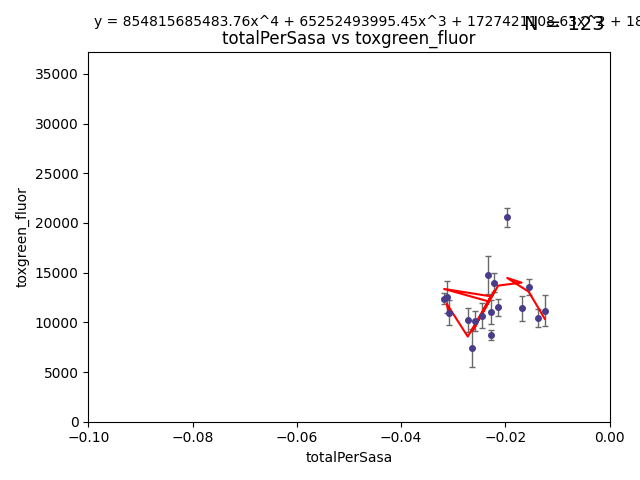 y = 854815685483.76x^4 + 65252493995.45x^3 +
N = 123
totalPerSasa vs toxgreen_fluor
35000
30000
25000
20000
15000
10000
5000
0
toxgreen_fluor
−0.10
−0.08
−0.06
−0.04
−0.02
0.00
totalPerSasa